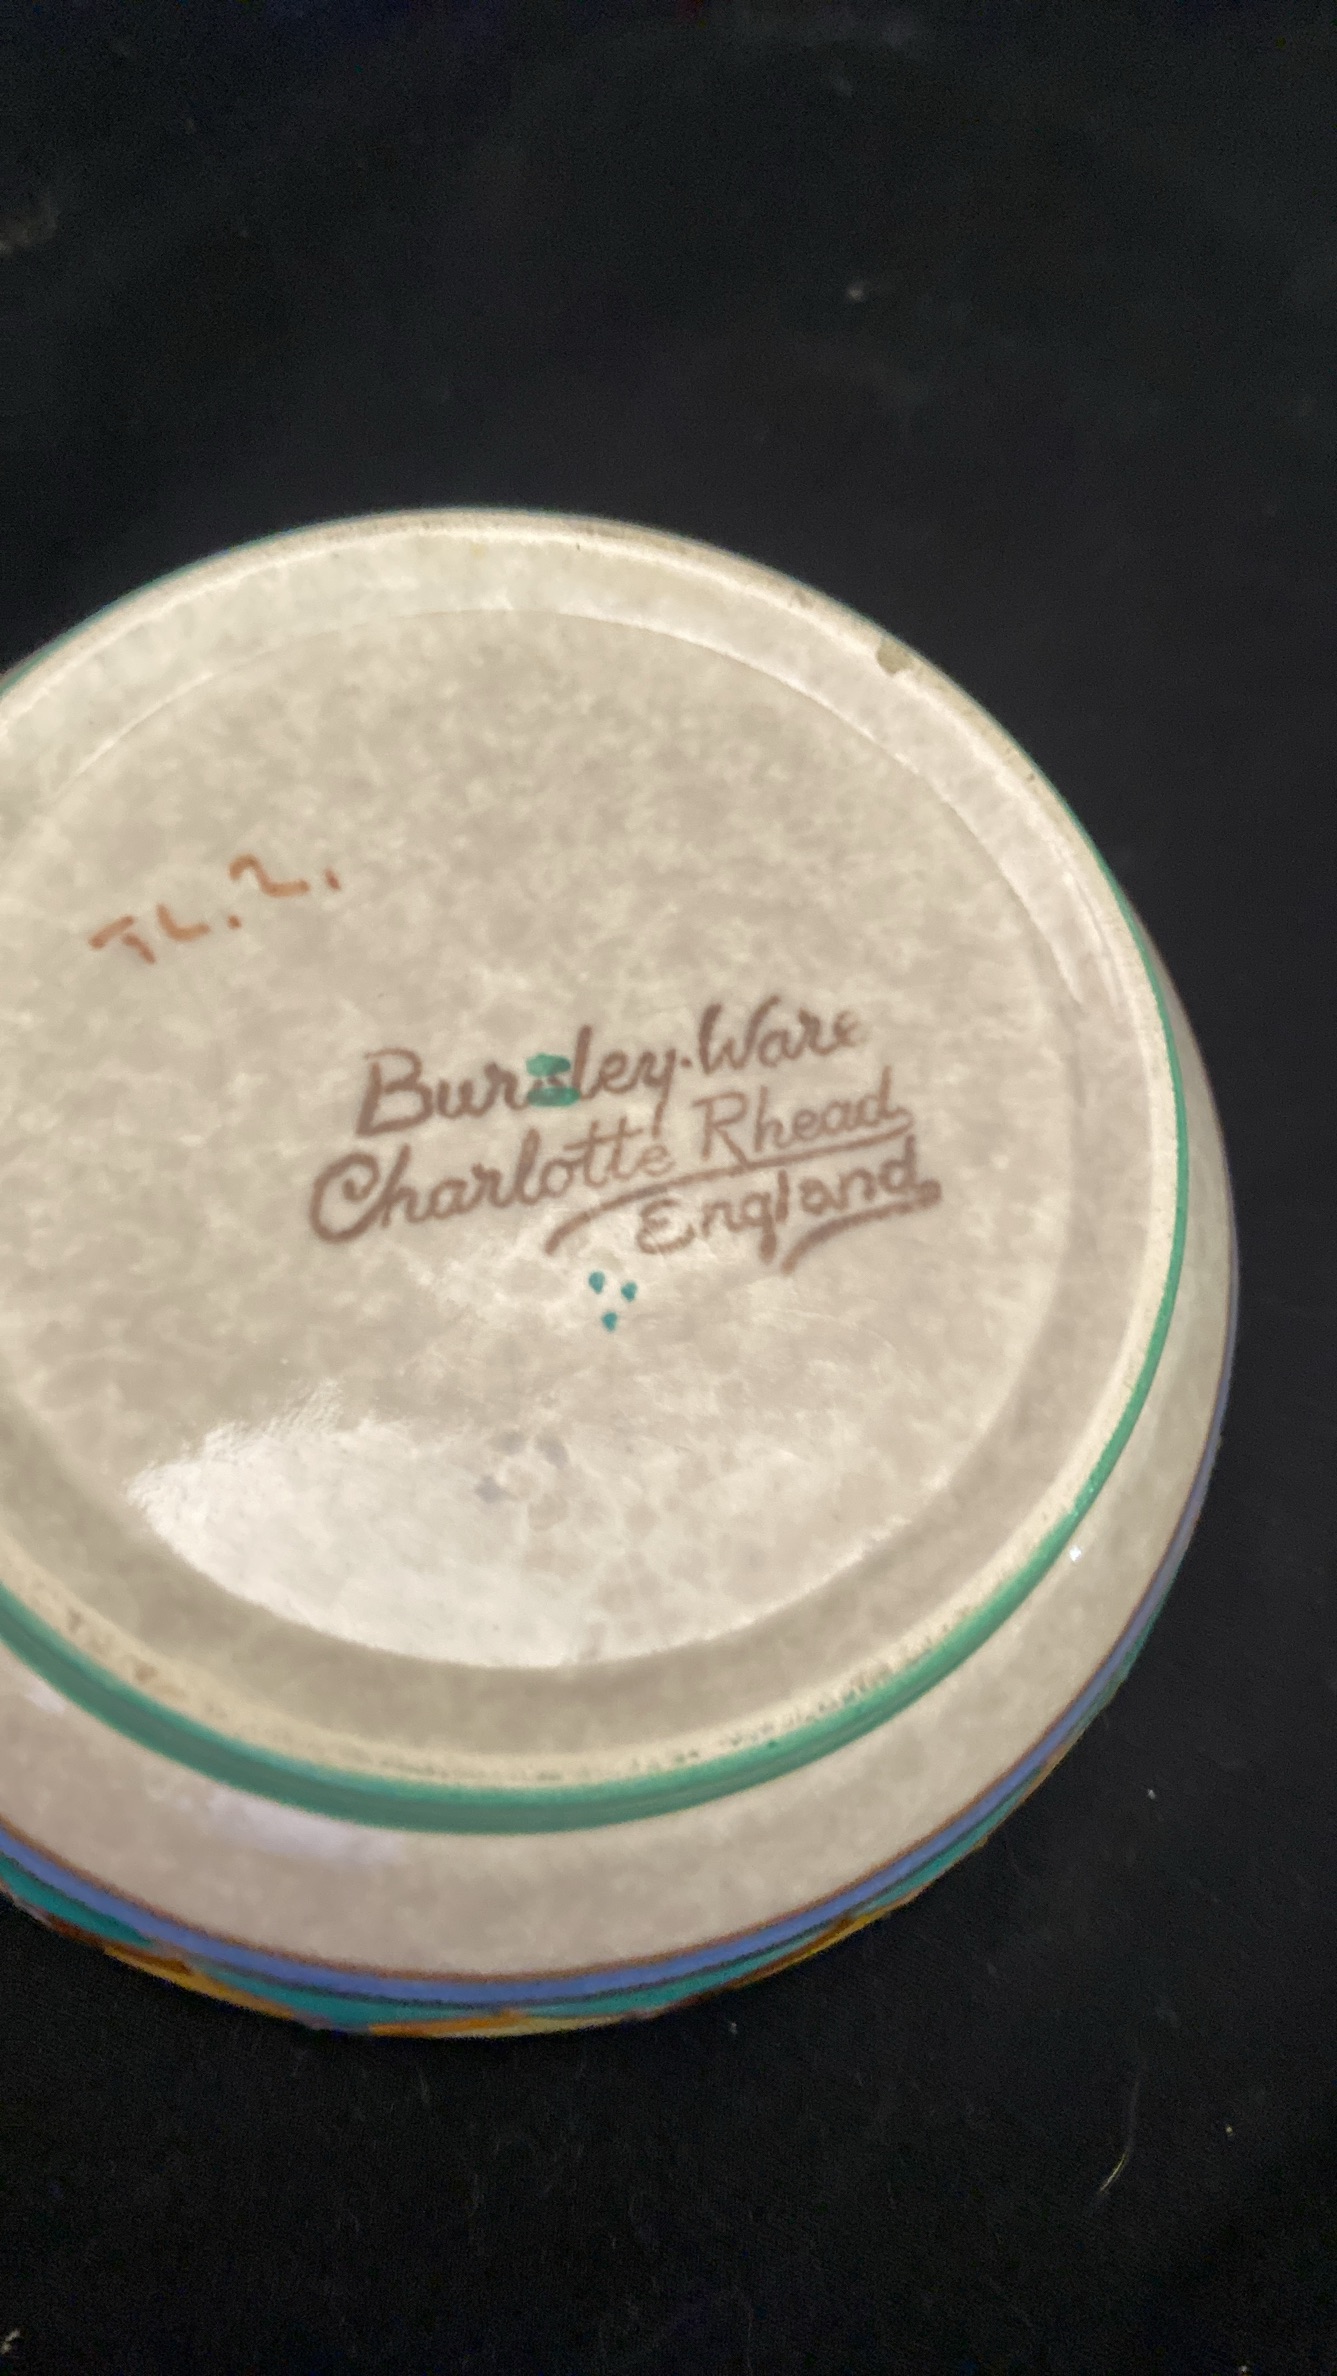 TL.2.
Bursley-Ware
Charlotte Rhead
England